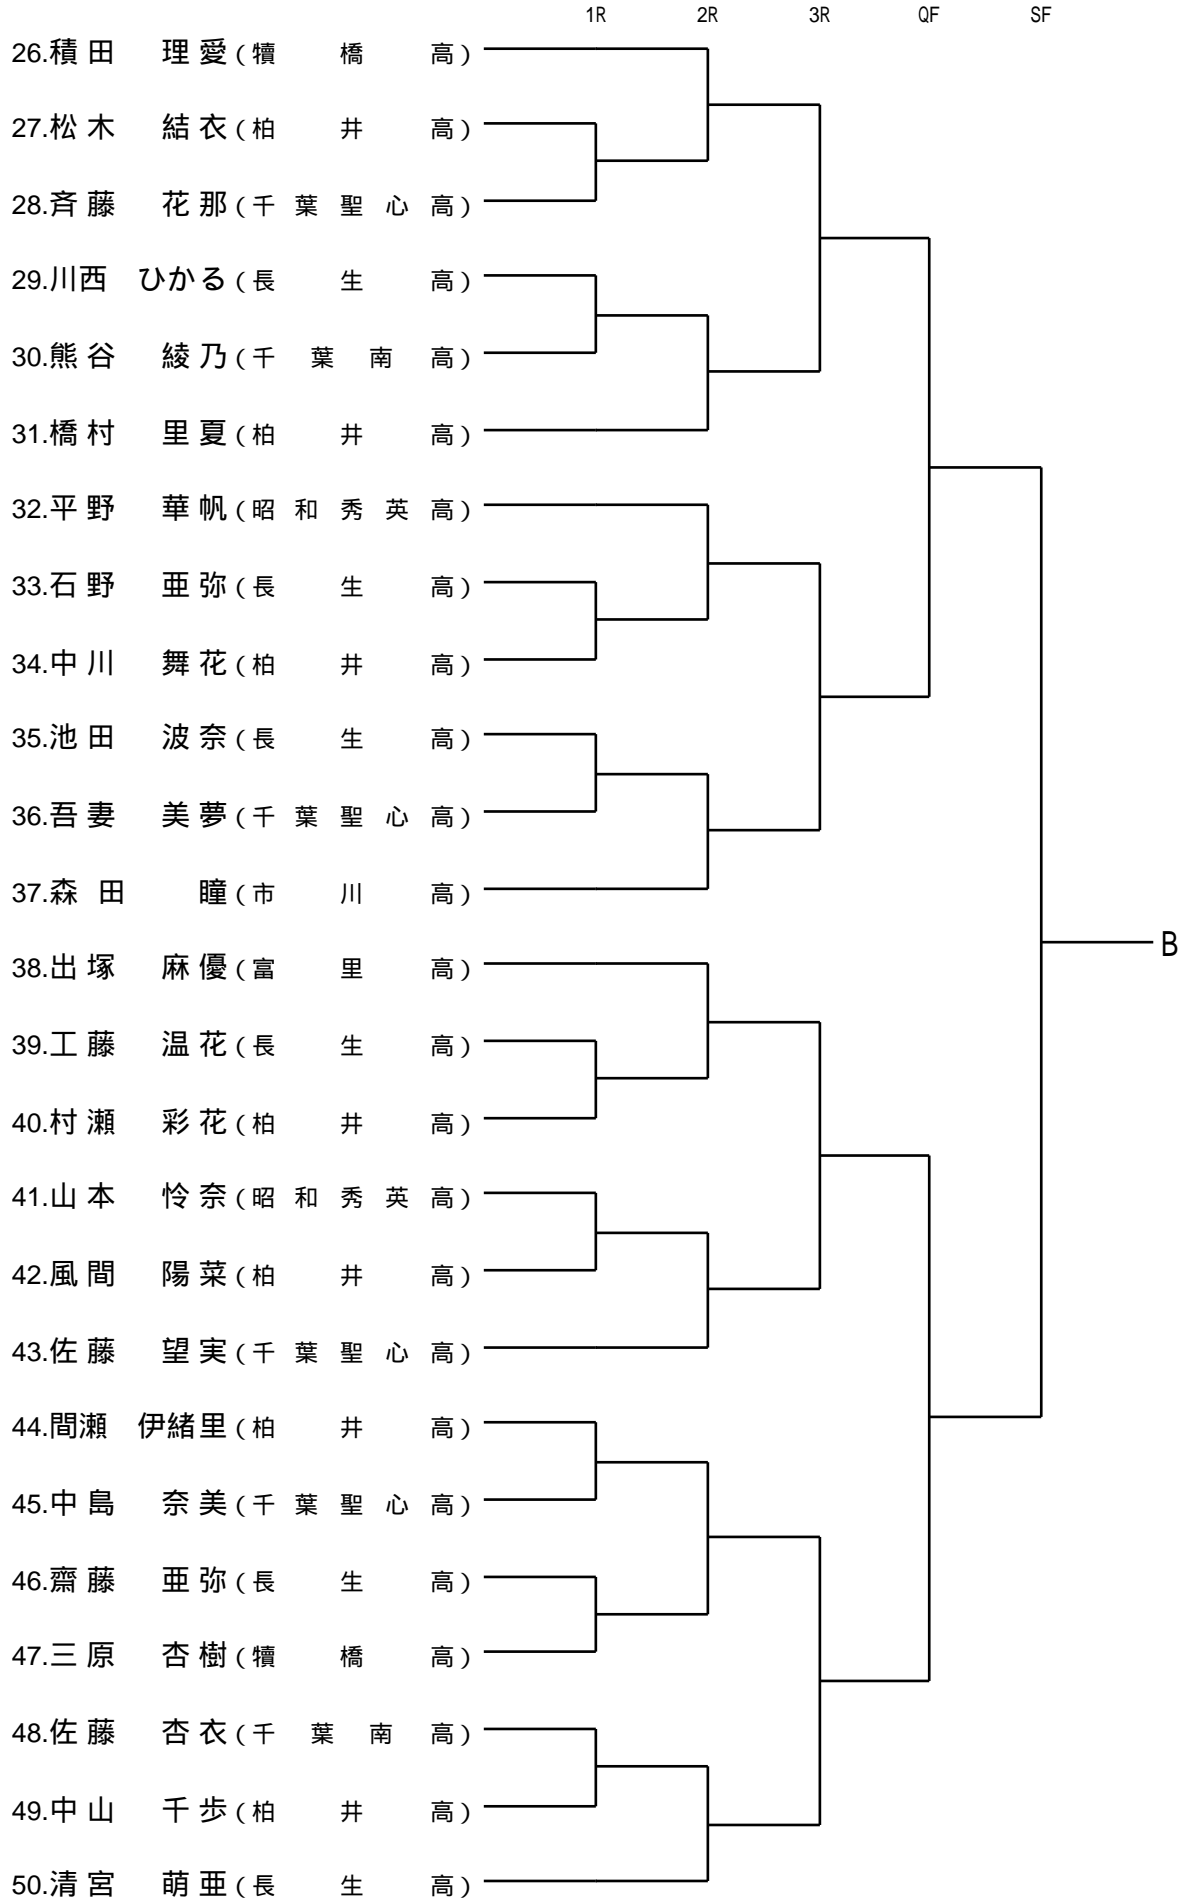 1R 2R 3R QF SF
26.積田 理愛(犢橋高)
27.松木 結衣(柏井高)
28.斉藤 花那(千葉聖心高)
29.川西 ひかる(長生高)
30.熊谷 綾乃(千葉南高)
31.橋村 里夏(柏井高)
32.平野 華帆(昭和秀英高)
33.石野 亜弥(長生高)
34.中川 舞花(柏井高)
35.池田 波奈(長生高)
36.吾妻 美夢(千葉聖心高)
37.森田 瞳(市川高)
B
38.出塚 麻優(富里高)
39.工藤 温花(長生高)
40.村瀬 彩花(柏井高)
41.山本 怜奈(昭和秀英高)
42.風間 陽菜(柏井高)
43.佐藤 望実(千葉聖心高)
44.間瀬 伊緒里(柏井高)
45.中島 奈美(千葉聖心高)
46.齋藤 亜弥(長生高)
47.三原 杏樹(犢橋高)
48.佐藤 杏衣(千葉南高)
49.中山 千歩(柏井高)
50.清宮 萌亜(長生高)